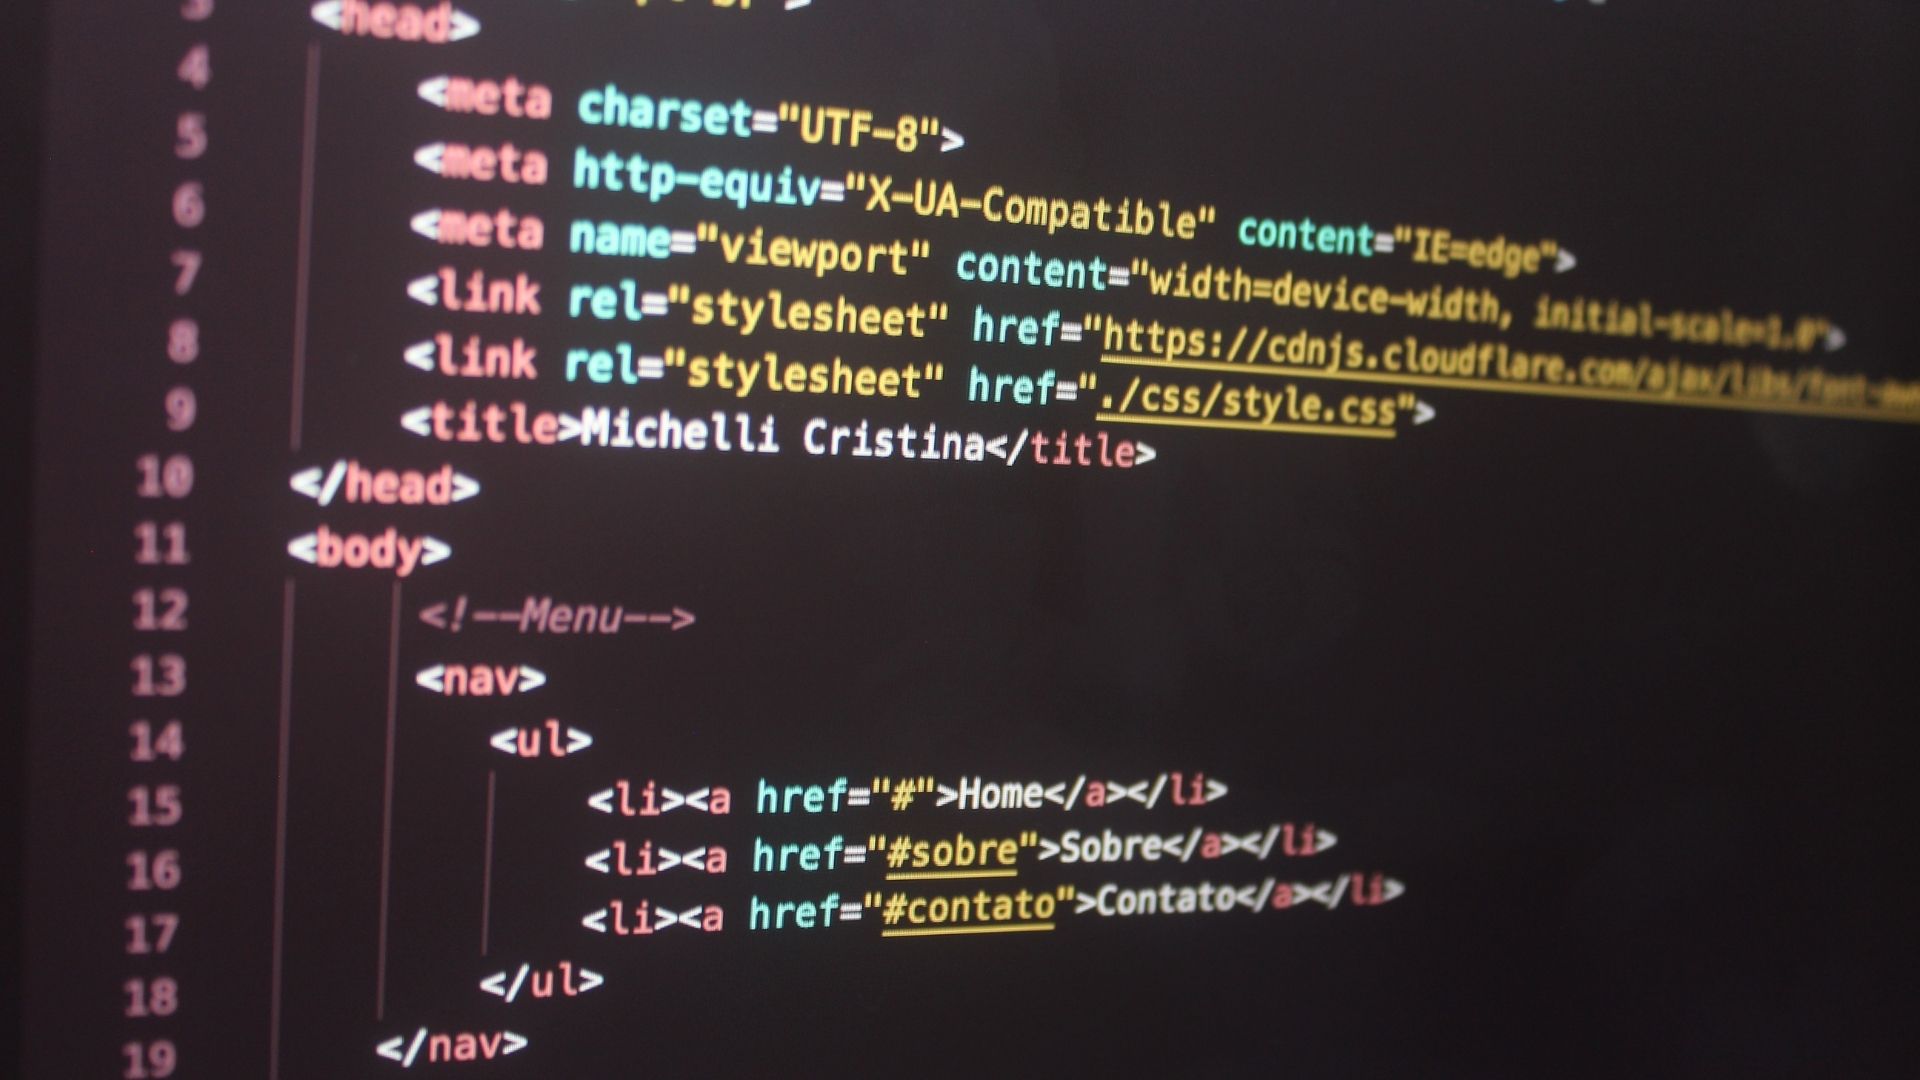 3 <head>
4 <meta charset="UTF-8">
5 <meta http-equiv="X-UA-Compatible" content="IE=edge">
6 <meta name="viewport" content="width=device-width, initial-scale=1.0">
7 <link rel="stylesheet" href="https://cdnjs.cloudflare.com/ajax/libs/
8 <link rel="stylesheet" href="./css/style.css">
9 <title>Michelli Cristina</title>
10 </head>
11 <body>
12 <!--Menu-->
13 <nav>
14 <ul>
15 <li><a href="#">Home</a></li>
16 <li><a href="#sobre">Sobre</a></li>
17 <li><a href="#contato">Contato</a></li>
18 </ul>
19 </nav>